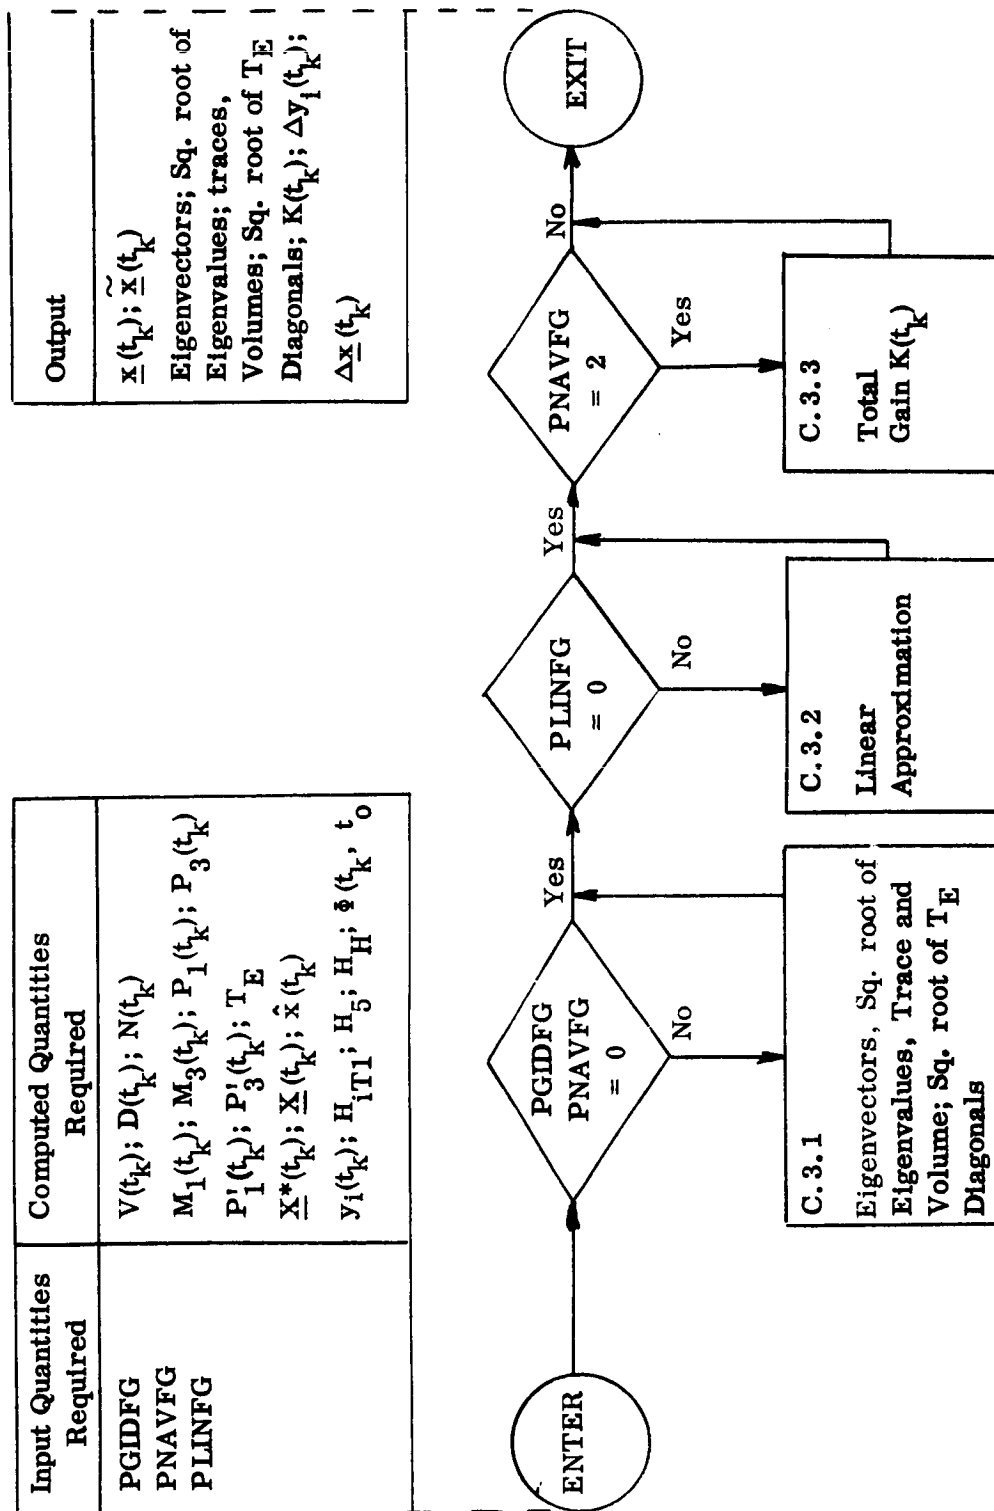 Input Quantities
Required
PGIDFG
PNAVFG
PLINFG
Computed Quantities
Required
V(t_k); D(t_k); N(t_k)
M_1(t_k); M_3(t_k); P_1(t_k); P_3(t_k)
P'_1(t_k); P'_3(t_k); T_E
X*(t_k); X(t_k); x̂(t_k)
y_i(t_k); H_iT1; H_5; H_H; Φ(t_k, t_o
Output
x(t_k); x̃(t_k)
Eigenvectors; Sq. root of
Eigenvalues; traces,
Volumes; Sq. root of T_E
Diagonals; K(t_k); Δy_i(t_k);
Δx(t_k)
ENTER
PGIDFG
PNAVFG
= 0
Yes
No
C.3.1
Eigenvectors, Sq. root of
Eigenvalues, Trace and
Volume; Sq. root of T_E
Diagonals
PLINFG
= 0
Yes
No
C.3.2
Linear
Approximation
PNAVFG
= 2
No
Yes
C.3.3
Total
Gain K(t_k)
EXIT